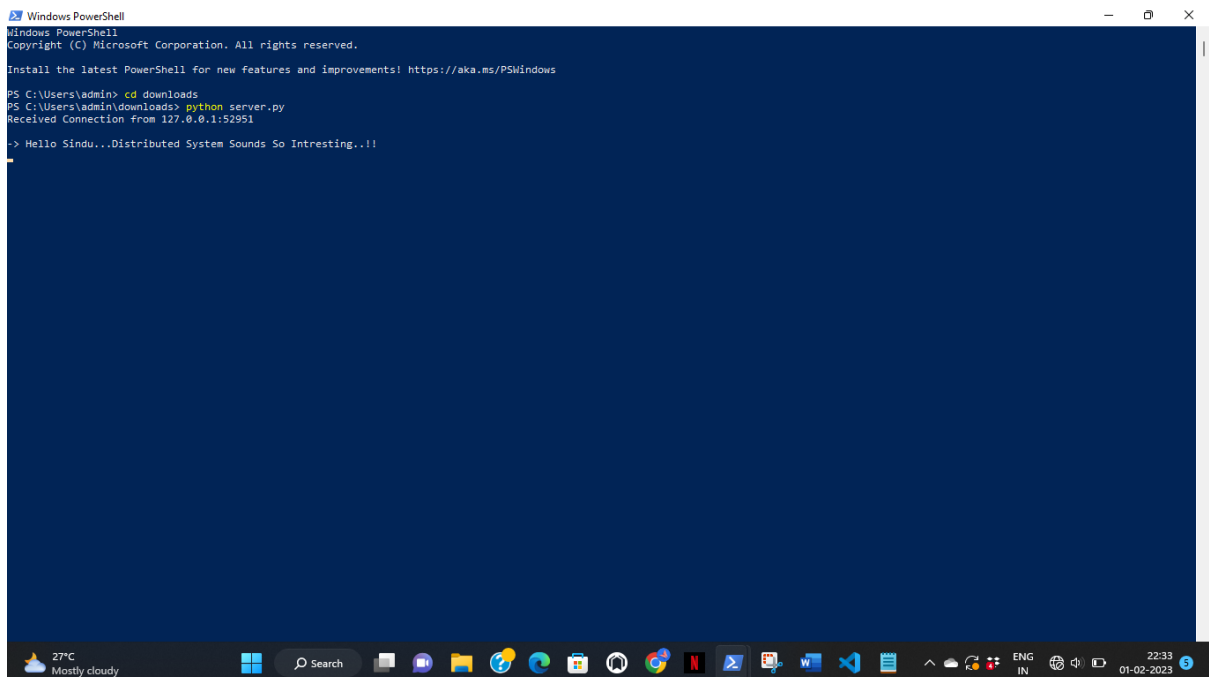 Windows PowerShell
Windows PowerShell
Copyright (C) Microsoft Corporation. All rights reserved.
Install the latest PowerShell for new features and improvements! https://aka.ms/PSWindows
PS C:\Users\admin> cd downloads
PS C:\Users\admin\downloads> python server.py
Received Connection from 127.0.0.1:52951
-> Hello Sindu...Distributed System Sounds So Intresting..!!
27°C
Mostly cloudy
Search
ENG
IN
22:33
01-02-2023
5